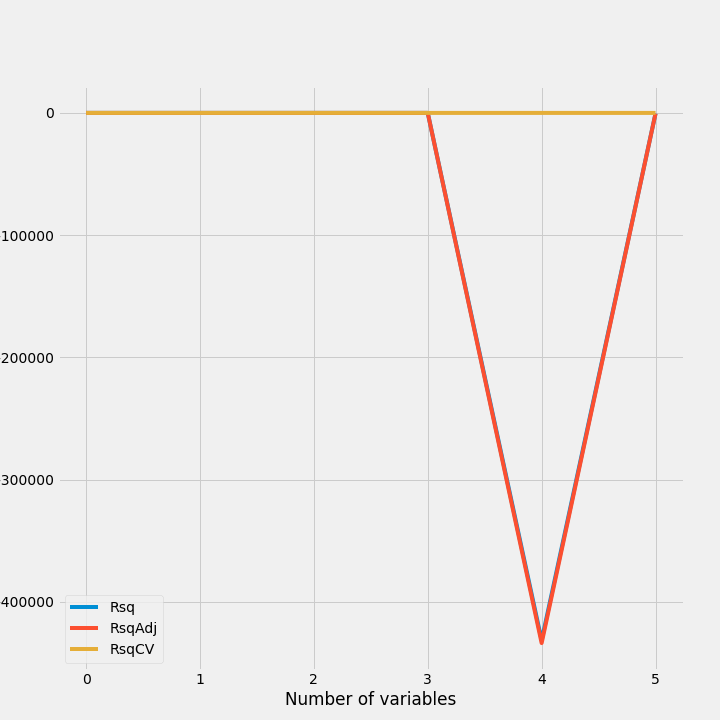 0
-100000
-200000
-300000
-400000
Rsq
RsqAdj
RsqCV
0 1 2 3 4 5
Number of variables